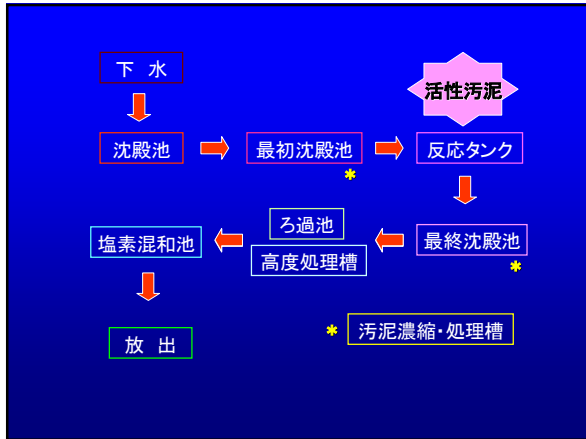 下 水
活性汚泥
沈殿池
最初沈殿池
反応タンク
*
ろ過池
高度処理槽
塩素混和池
最終沈殿池
*
放 出
* 汚泥濃縮・処理槽